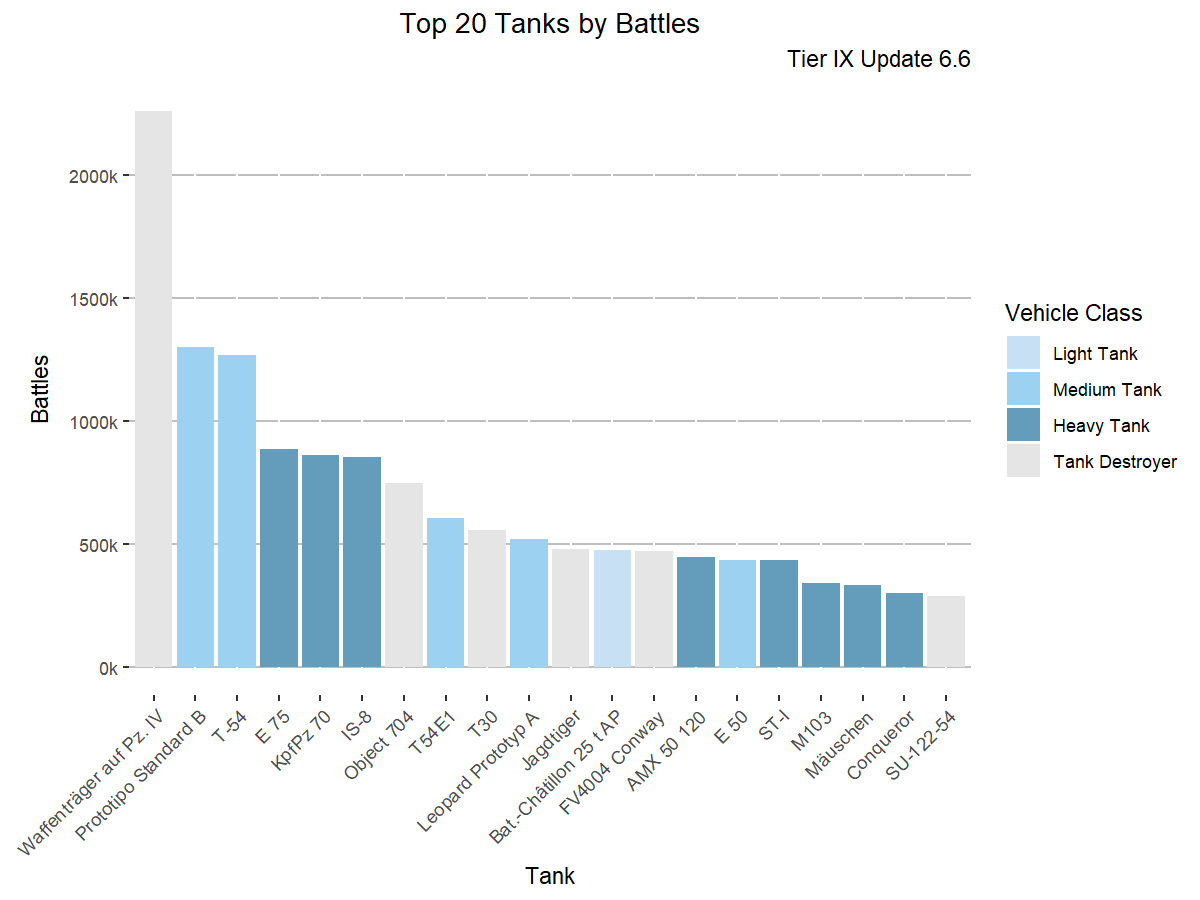 Top 20 Tanks by Battles
Tier IX Update 6.6
Battles
2000k
1500k
1000k
500k
0k
Waffenträger auf Pz. IV
Prototipo Standard B
T-54
E 75
KpfPz 70
IS-8
Object 704
T54E1
T30
Leopard Prototyp A
Jagdtiger
Bat.-Châtillon 25 t AP
FV4004 Conway
AMX 50 120
E 50
ST-I
M103
Mäuschen
Conqueror
SU-122-54
Tank
Vehicle Class
Light Tank
Medium Tank
Heavy Tank
Tank Destroyer